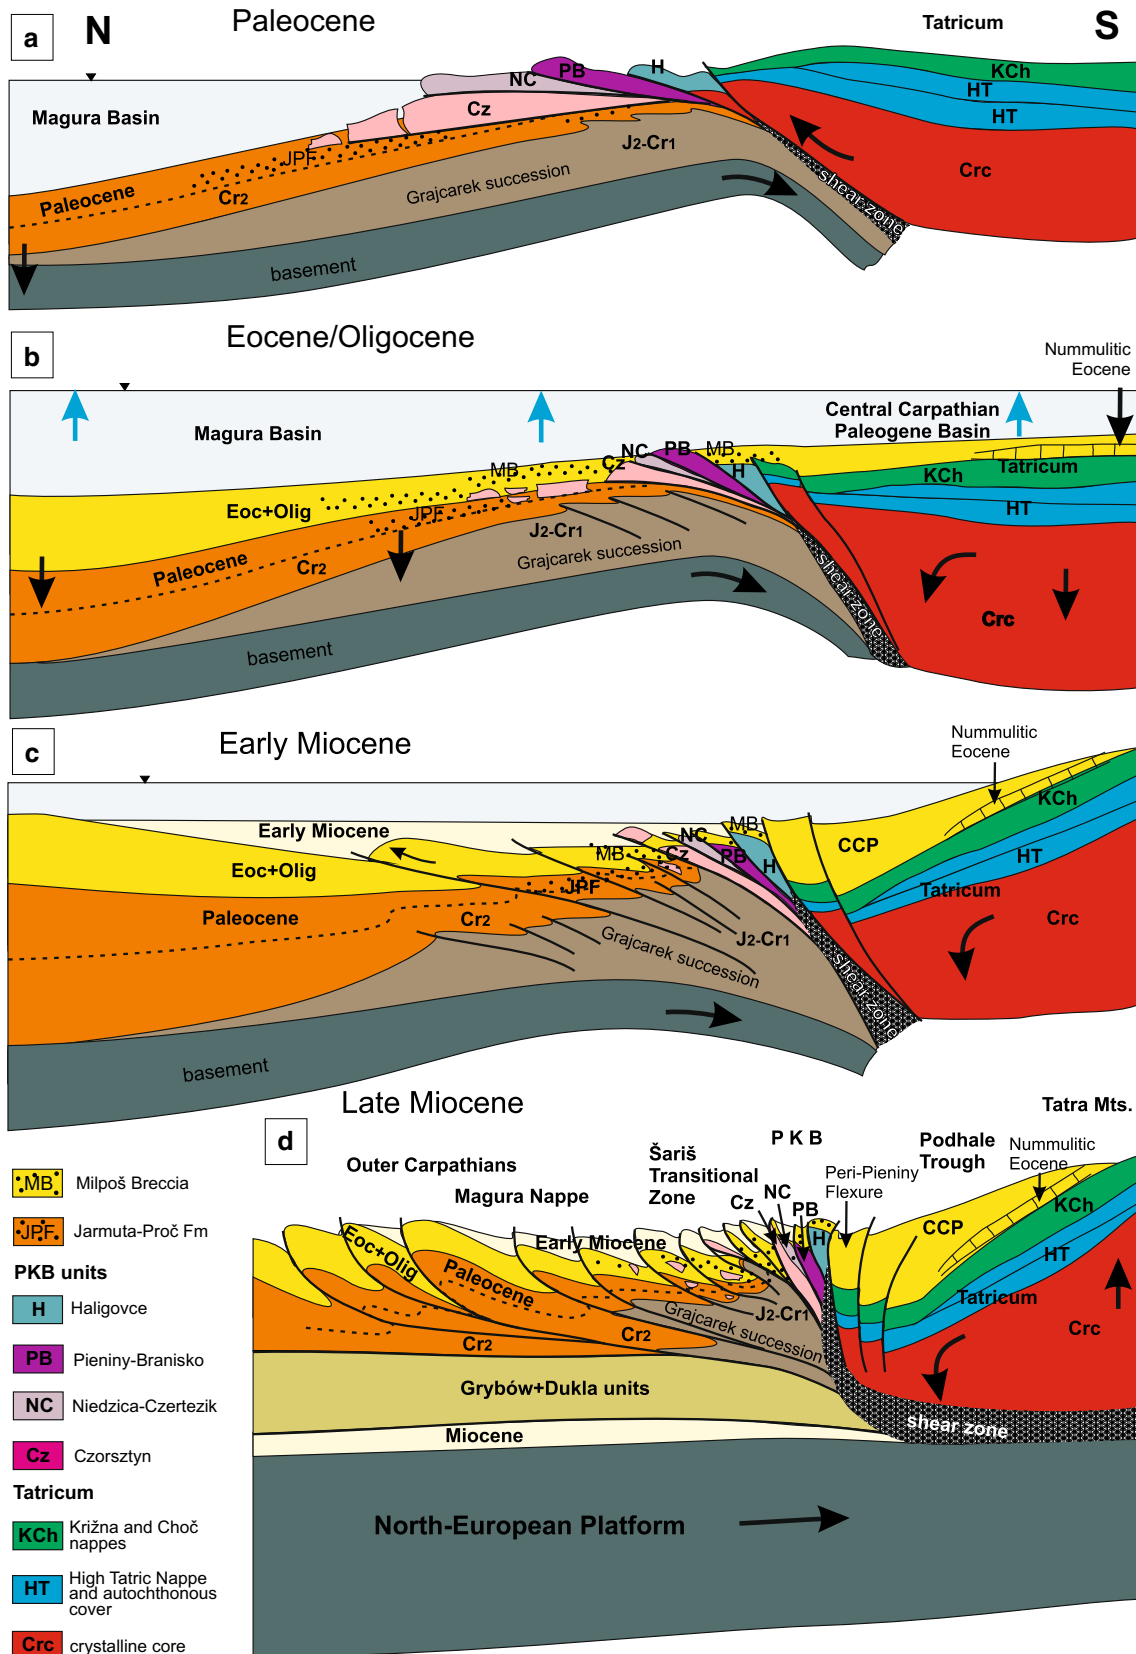 a
N
Paleocene
Tatricum
S
KCh
HT
HT
NC
PB
H
Cz
Magura Basin
JPF
J2-Cr1
Crc
Paleocene
Cr2
Grajcarek succession
shear zone
basement
Eocene/Oligocene
b
Nummulitic
Eocene
Magura Basin
Central Carpathian
Paleogene Basin
NC
PB
MB
Cz
MB
H
Tatricum
KCh
HT
Eoc+Olig
JPF
J2-Cr1
Grajcarek succession
Paleocene
Cr2
shear zone
Crc
basement
c
Early Miocene
Nummulitic
Eocene
KCh
Early Miocene
MB
NC
MB
Cz
PB
H
CCP
HT
Eoc+Olig
JPF
Tatricum
Paleocene
Cr2
Crc
J2-Cr1
Grajcarek succession
shear zone
basement
Late Miocene
d
Tatra Mts.
P K B
Outer Carpathians
Šariš
Transitional
Zone
Podhale
Trough
Nummulitic
Eocene
Peri-Pieniny
Flexure
Magura Nappe
Cz
NC
PB
H
CCP
KCh
HT
Eoc+Olig
Early Miocene
Paleocene
Tatricum
J2-Cr1
Grajcarek succession
Cr2
Cr2
Crc
Grybów+Dukla units
shear zone
Miocene
North-European Platform
MB Milpoš Breccia
JPF Jarmuta-Proč Fm
PKB units
H Haligovce
PB Pieniny-Branisko
NC Niedzica-Czertezik
Cz Czorsztyn
Tatricum
KCh Križna and Choč
nappes
HT High Tatric Nappe
and autochthonous
cover
Crc crystalline core